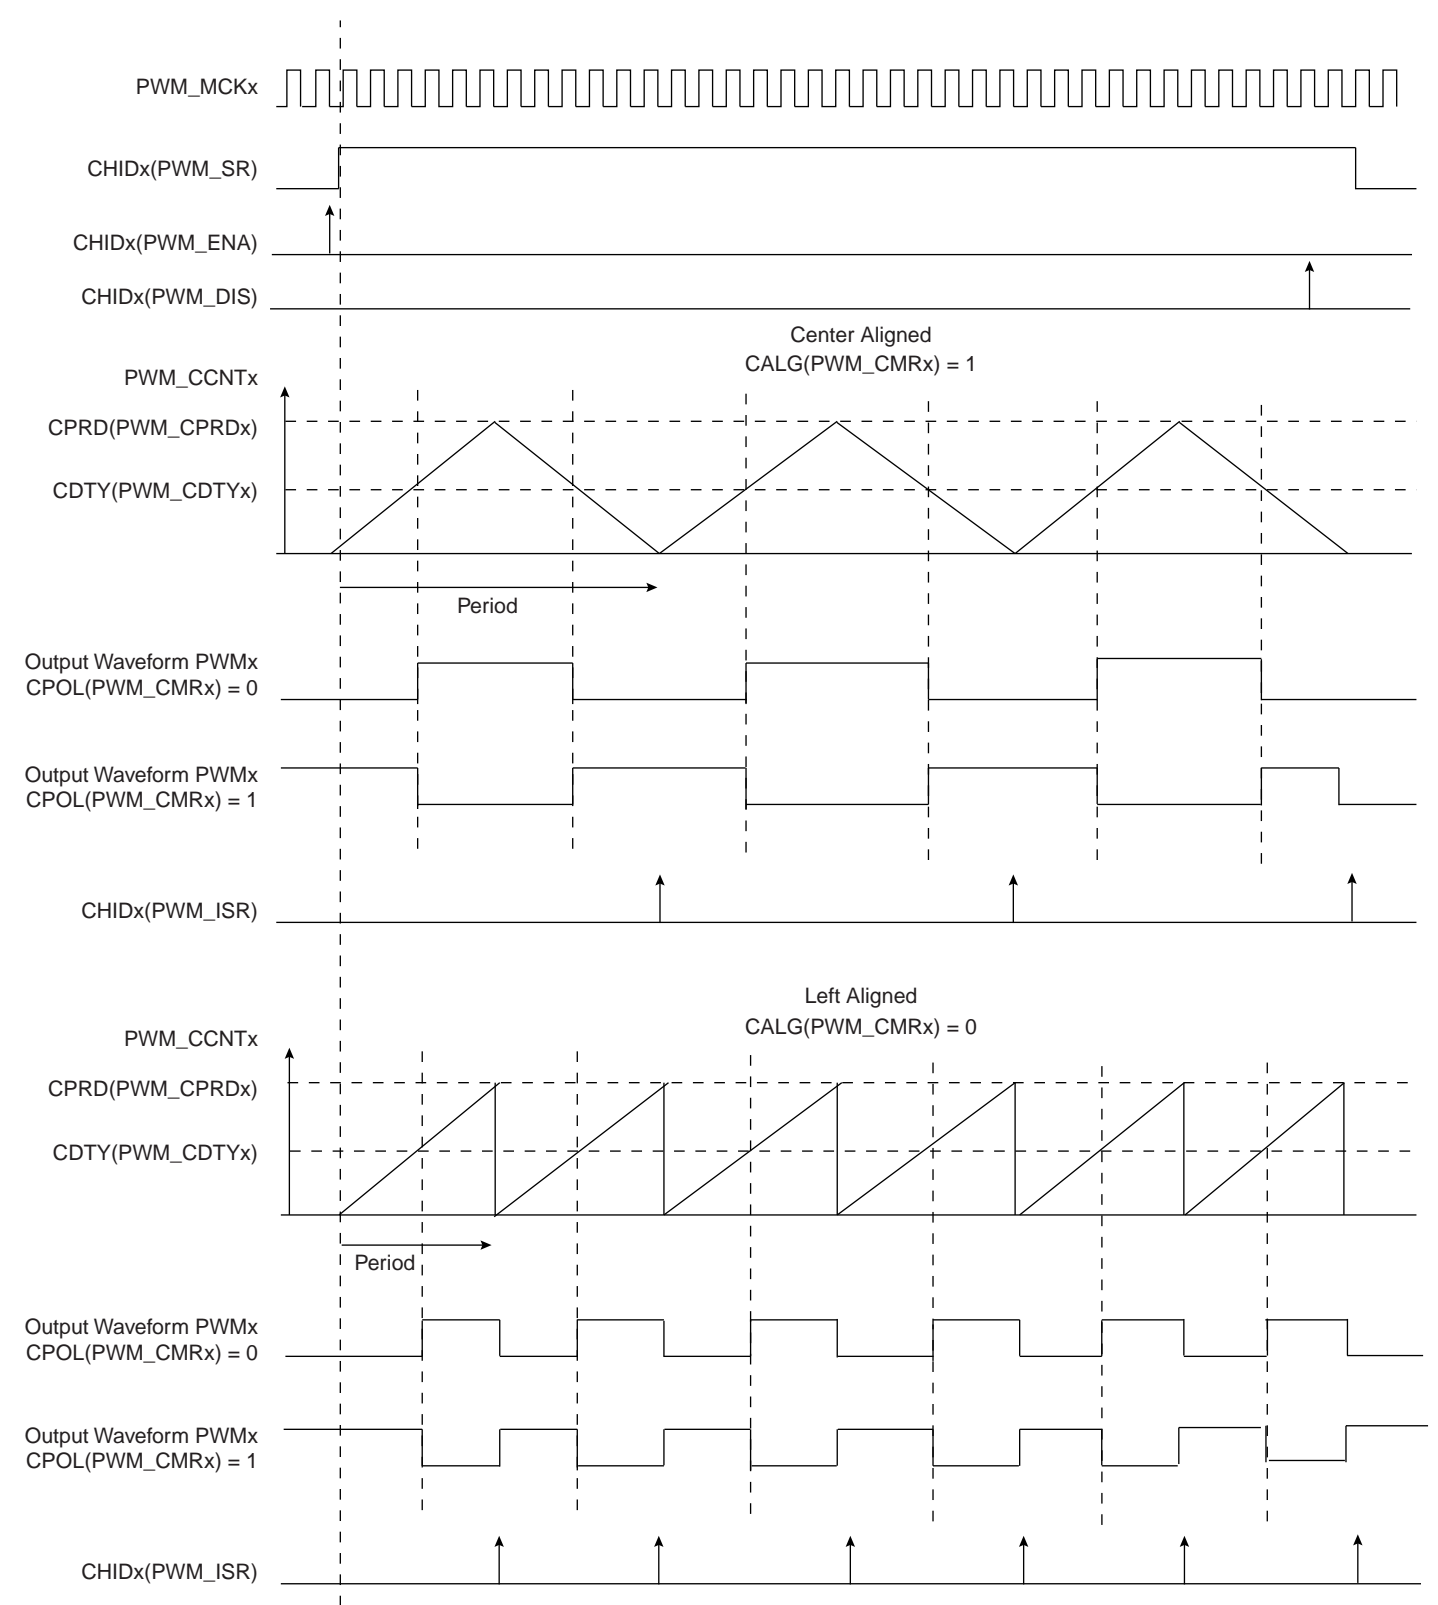 PWM_MCKx
CHIDx(PWM_SR)
CHIDx(PWM_ENA)
CHIDx(PWM_DIS)
Center Aligned
CALG(PWM_CMRx) = 1
PWM_CCNTx
CPRD(PWM_CPRDx)
CDTY(PWM_CDTYx)
Period
Output Waveform PWMx
CPOL(PWM_CMRx) = 0
Output Waveform PWMx
CPOL(PWM_CMRx) = 1
CHIDx(PWM_ISR)
Left Aligned
CALG(PWM_CMRx) = 0
PWM_CCNTx
CPRD(PWM_CPRDx)
CDTY(PWM_CDTYx)
Period
Output Waveform PWMx
CPOL(PWM_CMRx) = 0
Output Waveform PWMx
CPOL(PWM_CMRx) = 1
CHIDx(PWM_ISR)